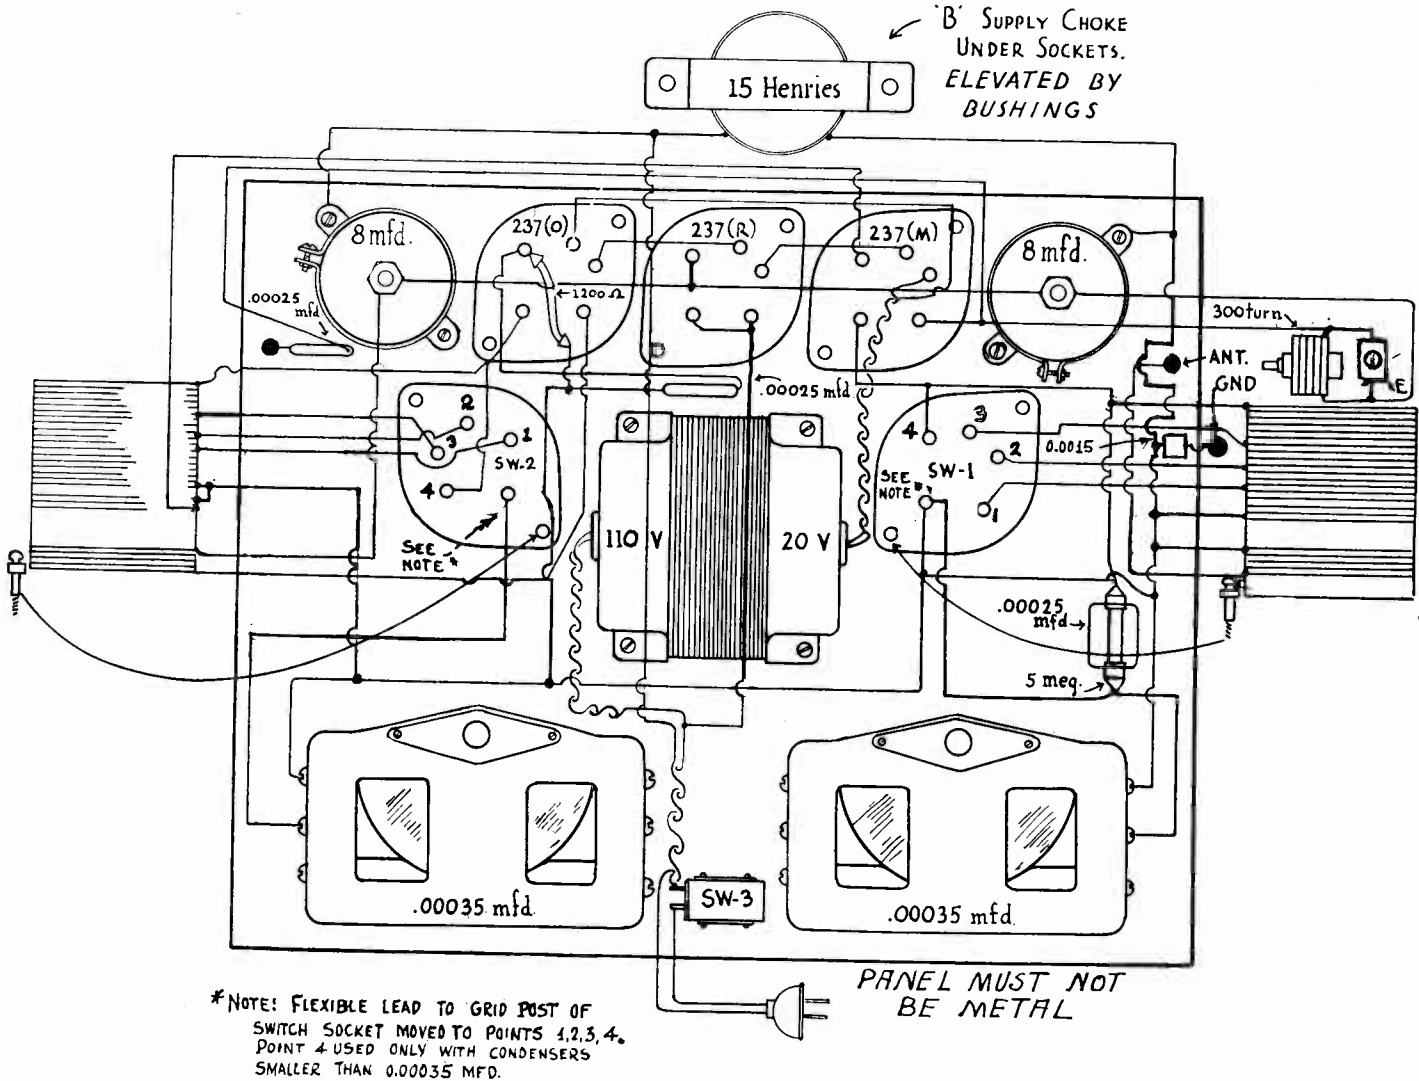 'B' SUPPLY CHOKE
UNDER SOCKETS.
ELEVATED BY
BUSHINGS
15 Henries
8 mfd.
237(O)
237(R)
237(M)
8 mfd.
←1200 Ω
.00025
mfd
300 turn
ANT.
GND
E
.00025 mfd.
2
1
3
SW-2
4
SEE
NOTE *
110 V
20 V
3
4
2
SW-1
1
SEE
NOTE *
0.0015
.00025
mfd
5 meg.
.00035 mfd.
SW-3
.00035 mfd.
PANEL MUST NOT
BE METAL
* NOTE: FLEXIBLE LEAD TO GRID POST OF
SWITCH SOCKET MOVED TO POINTS 1,2,3,4.
POINT 4 USED ONLY WITH CONDENSERS
SMALLER THAN 0.00035 MFD.